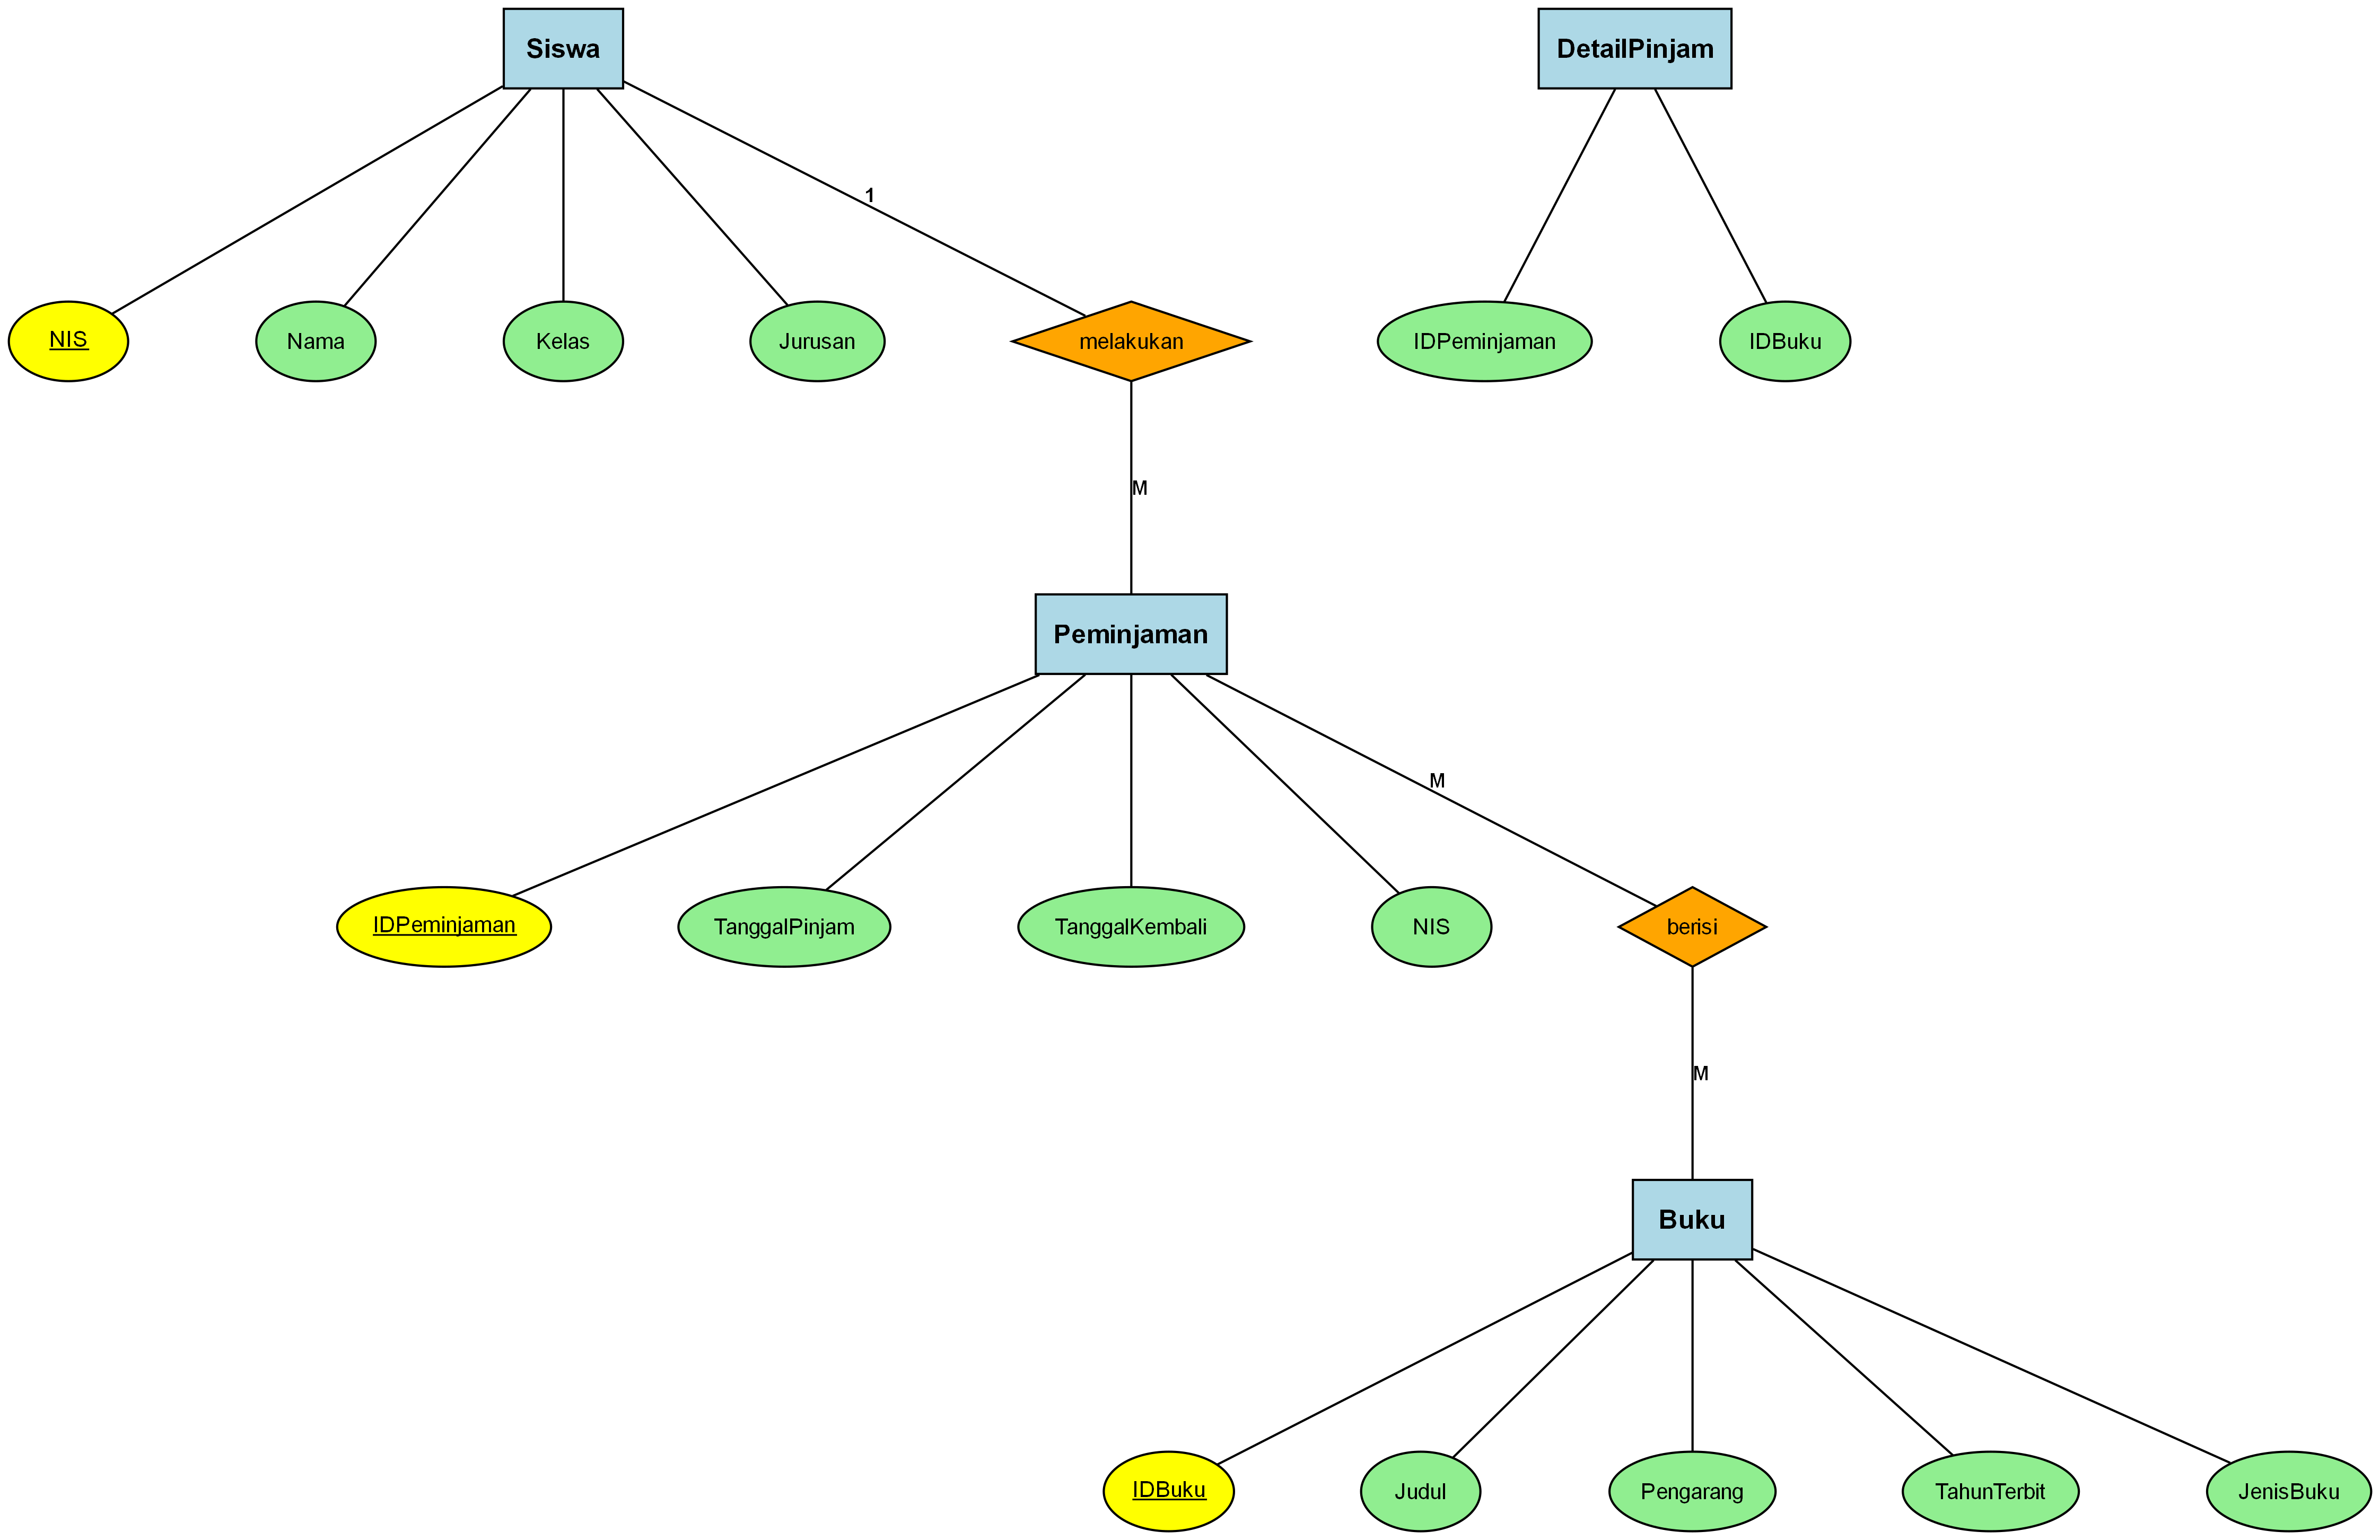 Siswa
DetailPinjam
1
NIS
Nama
Kelas
Jurusan
melakukan
IDPeminjaman
IDBuku
M
Peminjaman
M
IDPeminjaman
TanggalPinjam
TanggalKembali
NIS
berisi
M
Buku
IDBuku
Judul
Pengarang
TahunTerbit
JenisBuku